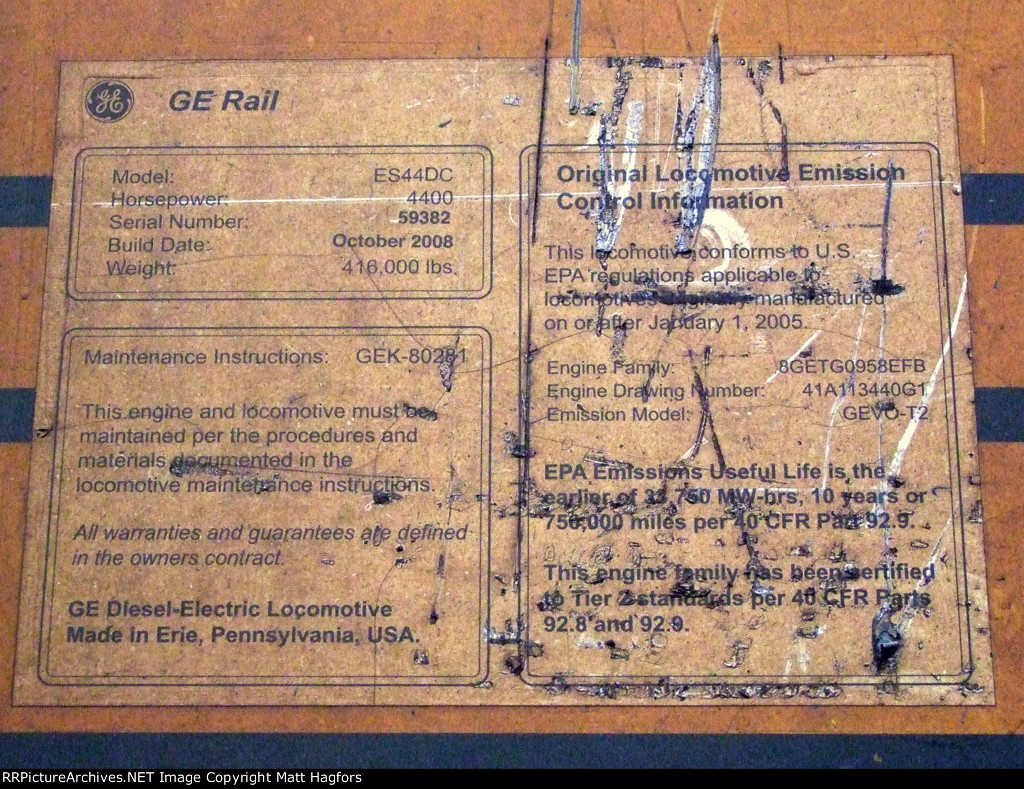 GE
GE Rail
Model: ES44DC
Horsepower: 4400
Serial Number: 59382
Build Date: October 2008
Weight: 416,000 lbs.
Maintenance Instructions: GEK-80281
This engine and locomotive must be
maintained per the procedures and
materials documented in the
locomotive maintenance instructions.
All warranties and guarantees are defined
in the owners contract.
GE Diesel-Electric Locomotive
Made in Erie, Pennsylvania, USA.
Original Locomotive Emission
Control Information
This locomotive conforms to U.S.
EPA regulations applicable to
locomotives originally manufactured
on or after January 1, 2005.
Engine Family: 8GETG0958EFB
Engine Drawing Number: 41A113440G1
Emission Model: GEVO-T2
EPA Emissions Useful Life is the
earlier of 33,750 MW-hrs, 10 years or
750,000 miles per 40 CFR Part 92.9.
This engine family has been certified
to Tier 2 standards per 40 CFR Parts
92.8 and 92.9.
RRPictureArchives.NET Image Copyright Matt Hagfors